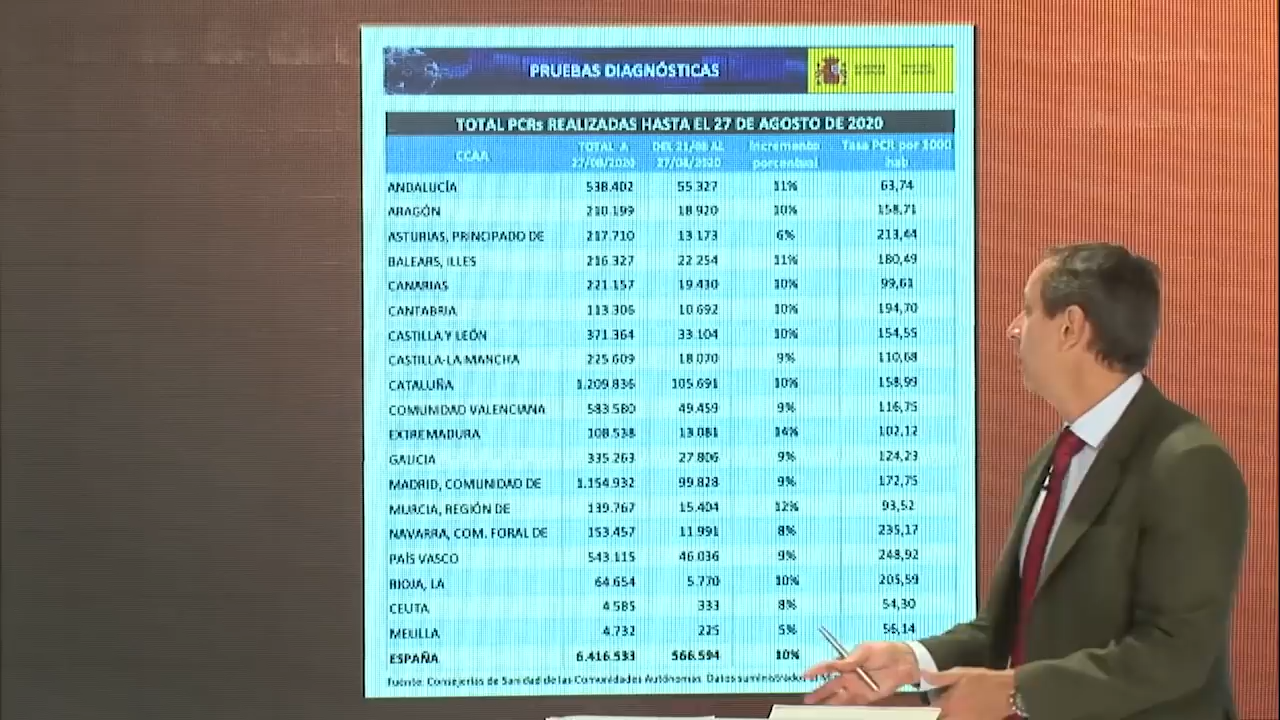 PRUEBAS DIAGNÓSTICAS
TOTAL PCRs REALIZADAS HASTA EL 27 DE AGOSTO DE 2020
CCAA TOTAL A 27/08/2020 DEL 21/08 AL 27/08/2020 Incremento porcentual Tasa PCR por 1000 hab
ANDALUCÍA 538.402 55.327 11% 63,74
ARAGÓN 210.199 18.920 10% 158,71
ASTURIAS, PRINCIPADO DE 217.710 13.173 6% 213,44
BALEARS, ILLES 216.327 22.254 11% 180,49
CANARIAS 221.157 19.430 10% 99,61
CANTABRIA 113.306 10.692 10% 194,70
CASTILLA Y LEÓN 371.364 33.104 10% 154,55
CASTILLA-LA MANCHA 225.609 18.070 9% 110,68
CATALUÑA 1.209.836 105.691 10% 158,99
COMUNIDAD VALENCIANA 583.580 49.459 9% 116,75
EXTREMADURA 108.538 13.081 14% 102,12
GALICIA 335.263 27.806 9% 124,23
MADRID, COMUNIDAD DE 1.154.932 99.828 9% 172,75
MURCIA, REGIÓN DE 139.767 15.404 12% 93,52
NAVARRA, COM. FORAL DE 153.457 11.991 8% 235,17
PAÍS VASCO 543.115 46.036 9% 248,92
RIOJA, LA 64.654 5.770 10% 205,59
CEUTA 4.585 333 8% 54,30
MELILLA 4.732 225 5% 56,14
ESPAÑA 6.416.533 566.594 10%
Fuente: Consejerías de Sanidad de las Comunidades Autónomas. Datos suministrados